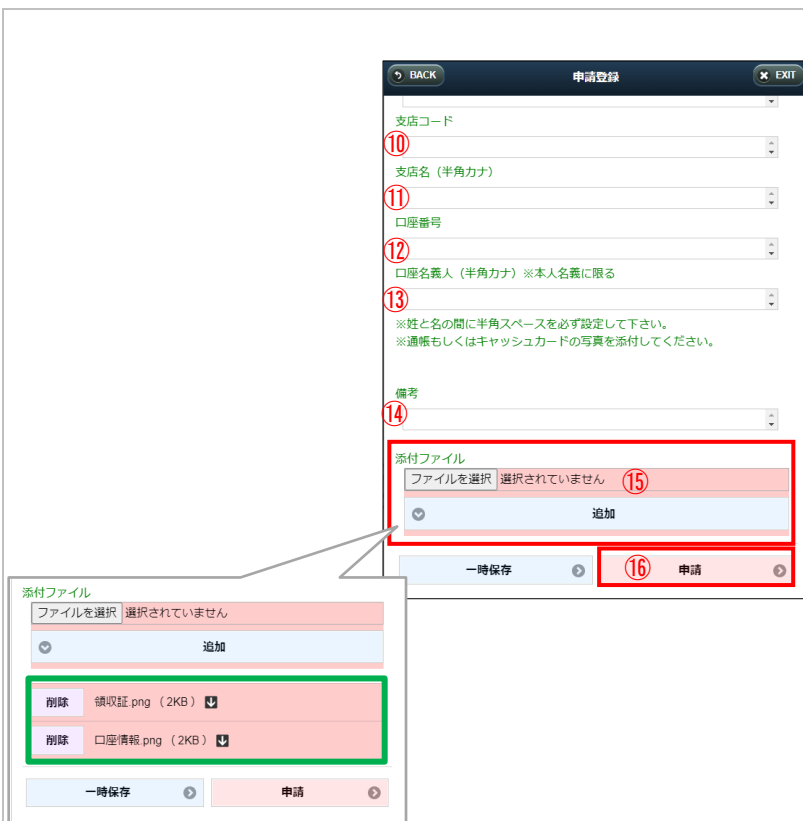 BACK 申請登録 EXIT
支店コード
⑩
支店名（半角カナ）
⑪
口座番号
⑫
口座名義人（半角カナ）※本人名義に限る
⑬
※姓と名の間に半角スペースを必ず設定して下さい。
※通帳もしくはキャッシュカードの写真を添付してください。
備考
⑭
添付ファイル
ファイルを選択 選択されていません ⑮
追加
一時保存 ⑯ 申請
添付ファイル
ファイルを選択 選択されていません
追加
削除 領収証.png （2KB）
削除 口座情報.png （2KB）
一時保存 申請